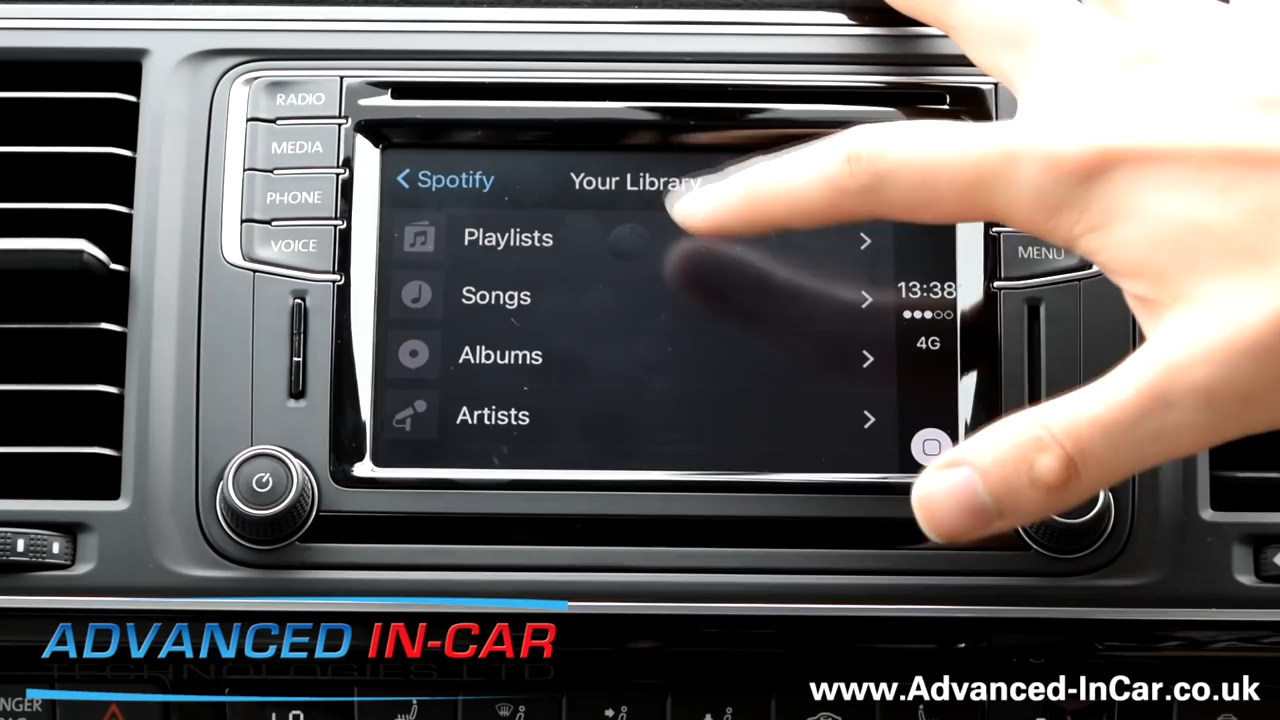 RADIO
MEDIA
PHONE
VOICE
MENU
Spotify
Your Library
Playlists
Songs
Albums
Artists
13:38
4G
ADVANCED IN-CAR
TECHNOLOGIES LTD
www.Advanced-InCar.co.uk